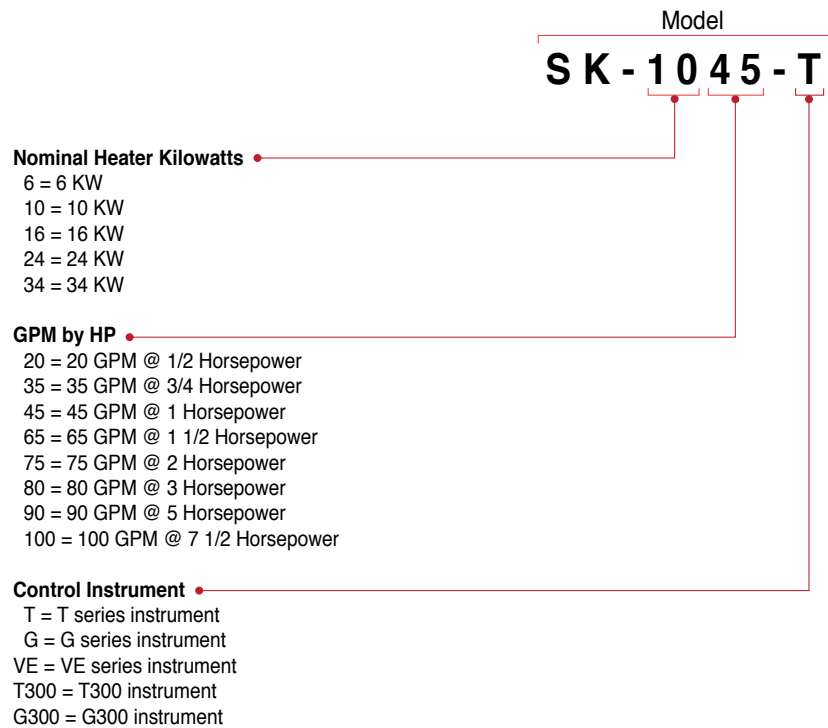 Model
SK-1045-T
Nominal Heater Kilowatts
6 = 6 KW
10 = 10 KW
16 = 16 KW
24 = 24 KW
34 = 34 KW
GPM by HP
20 = 20 GPM @ 1/2 Horsepower
35 = 35 GPM @ 3/4 Horsepower
45 = 45 GPM @ 1 Horsepower
65 = 65 GPM @ 1 1/2 Horsepower
75 = 75 GPM @ 2 Horsepower
80 = 80 GPM @ 3 Horsepower
90 = 90 GPM @ 5 Horsepower
100 = 100 GPM @ 7 1/2 Horsepower
Control Instrument
T = T series instrument
G = G series instrument
VE = VE series instrument
T300 = T300 instrument
G300 = G300 instrument